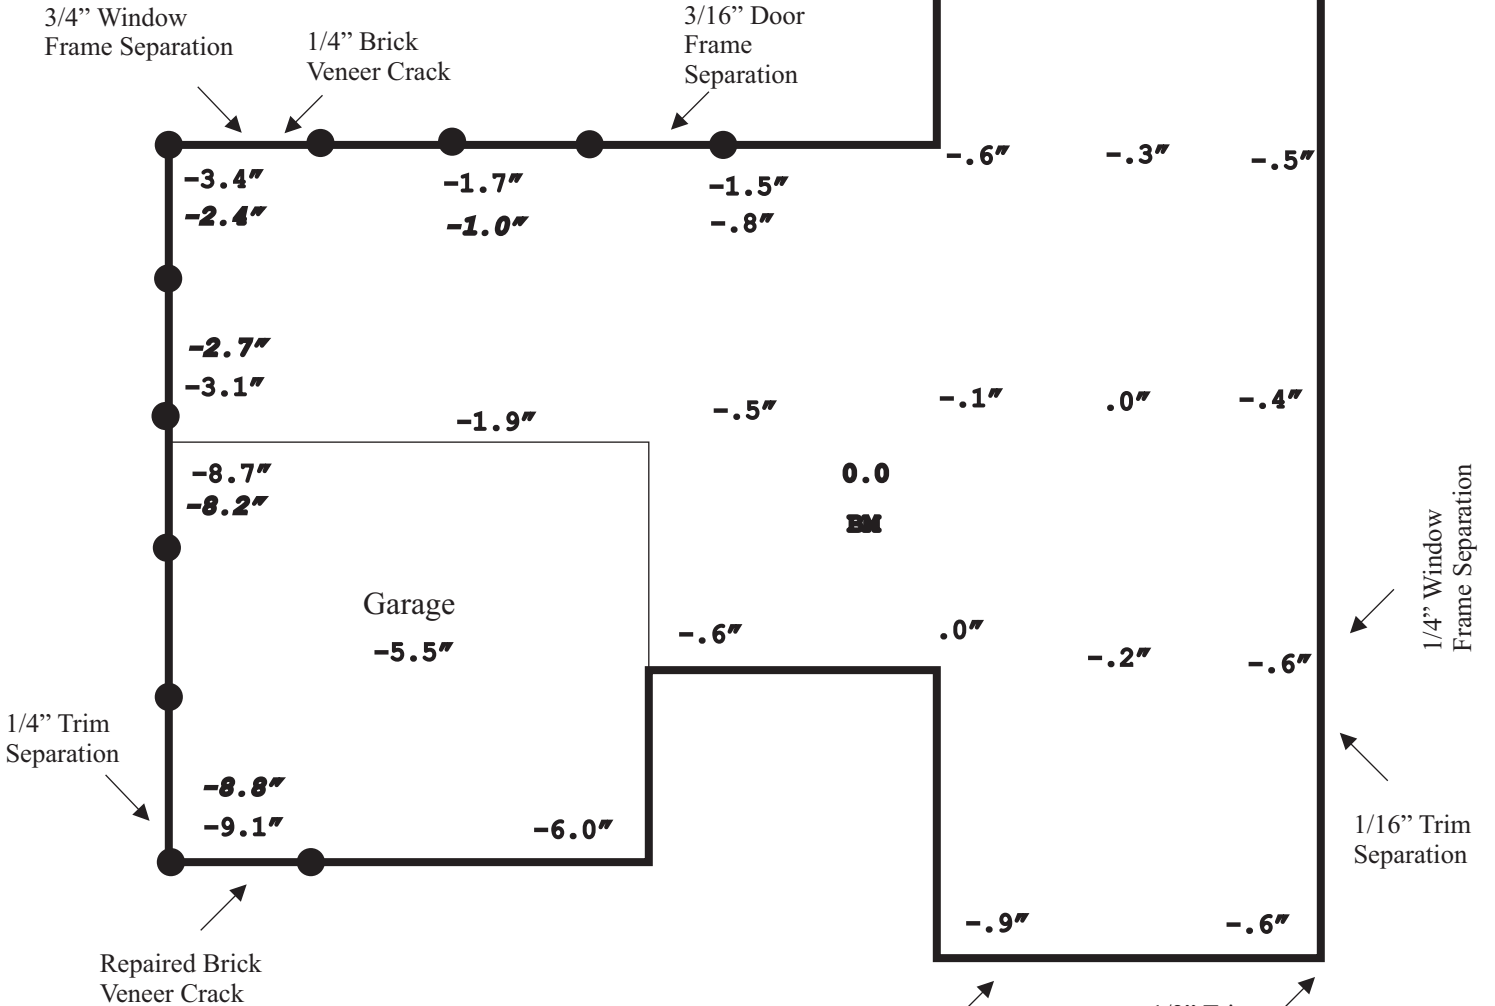 3/4” Window
Frame Separation
1/4” Brick
Veneer Crack
3/16” Door
Frame
Separation
-3.4”
-2.4”
-1.7”
-1.0”
-1.5”
-.8”
-.6”
-.3”
-.5”
-2.7”
-3.1”
-1.9”
-.5”
-.1”
.0”
-.4”
-8.7”
-8.2”
0.0
BM
1/4” Window
Frame Separation
Garage
-5.5”
-.6”
.0”
-.2”
-.6”
1/4” Trim
Separation
-8.8”
-9.1”
-6.0”
1/16” Trim
Separation
-.9”
-.6”
Repaired Brick
Veneer Crack